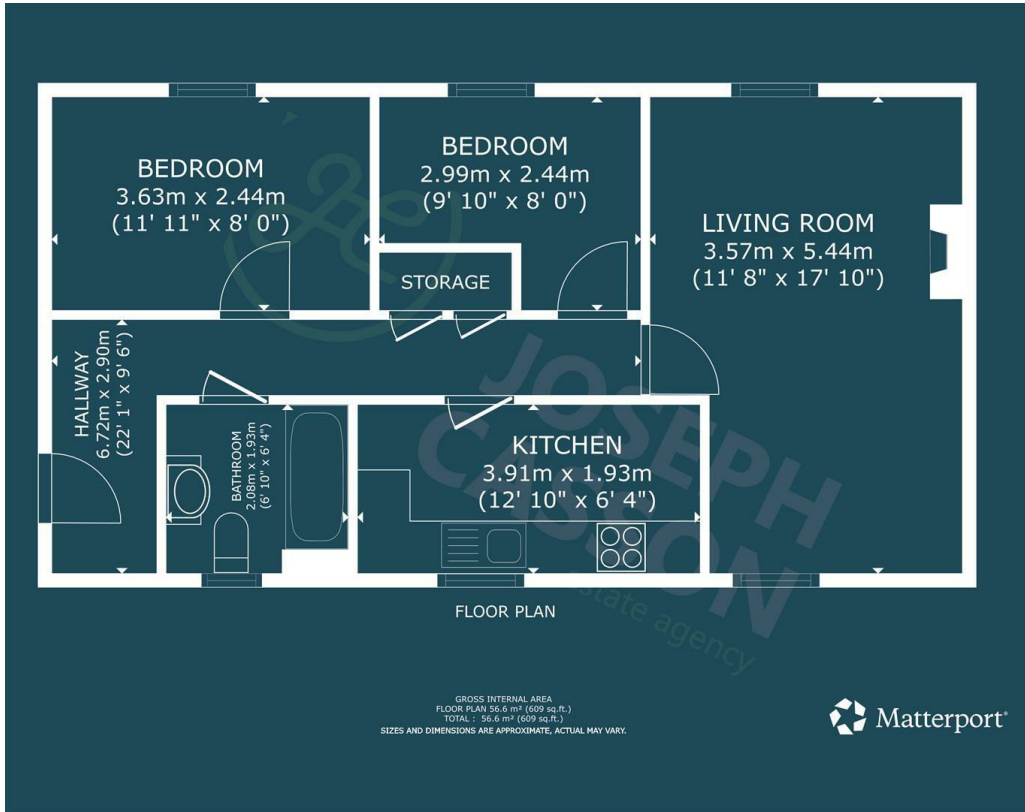 BEDROOM
3.63m x 2.44m
(11' 11" x 8' 0")
BEDROOM
2.99m x 2.44m
(9' 10" x 8' 0")
LIVING ROOM
3.57m x 5.44m
(11' 8" x 17' 10")
STORAGE
HALLWAY
6.72m x 2.90m
(22' 1" x 9' 6")
BATHROOM
2.08m x 1.93m
(6' 10" x 6' 4")
KITCHEN
3.91m x 1.93m
(12' 10" x 6' 4")
JOSEPH
CASSON
estate agency
FLOOR PLAN
GROSS INTERNAL AREA
FLOOR PLAN 56.6 m² (609 sq.ft.)
TOTAL : 56.6 m² (609 sq.ft.)
SIZES AND DIMENSIONS ARE APPROXIMATE, ACTUAL MAY VARY.
Matterport®